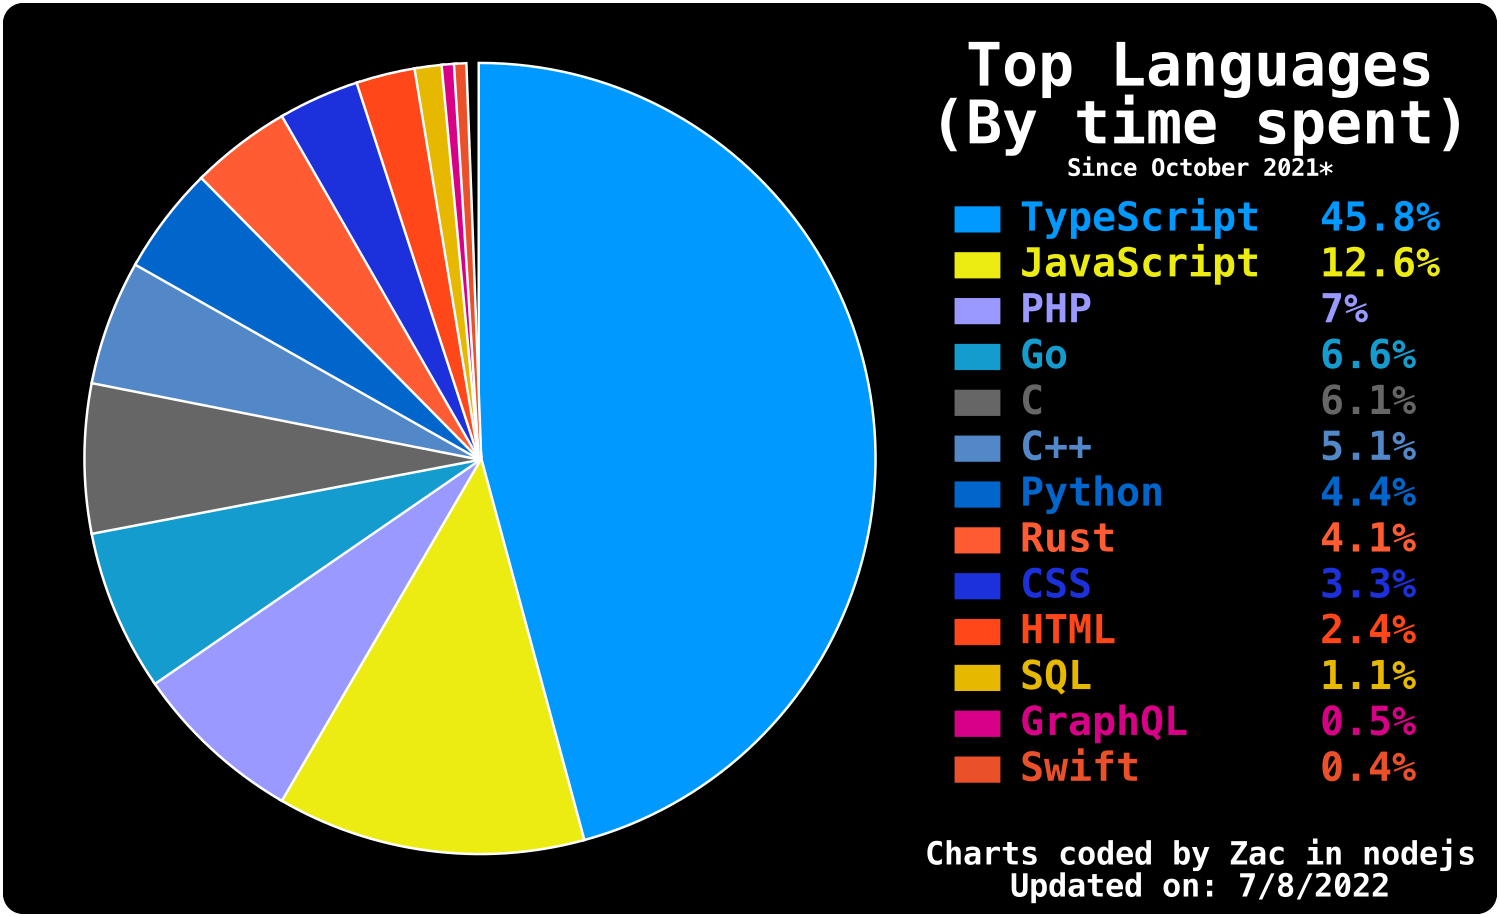 Top Languages
(By time spent)
Since October 2021*
TypeScript 45.8%
JavaScript 12.6%
PHP 7%
Go 6.6%
C 6.1%
C++ 5.1%
Python 4.4%
Rust 4.1%
CSS 3.3%
HTML 2.4%
SQL 1.1%
GraphQL 0.5%
Swift 0.4%
Charts coded by Zac in nodejs
Updated on: 7/8/2022